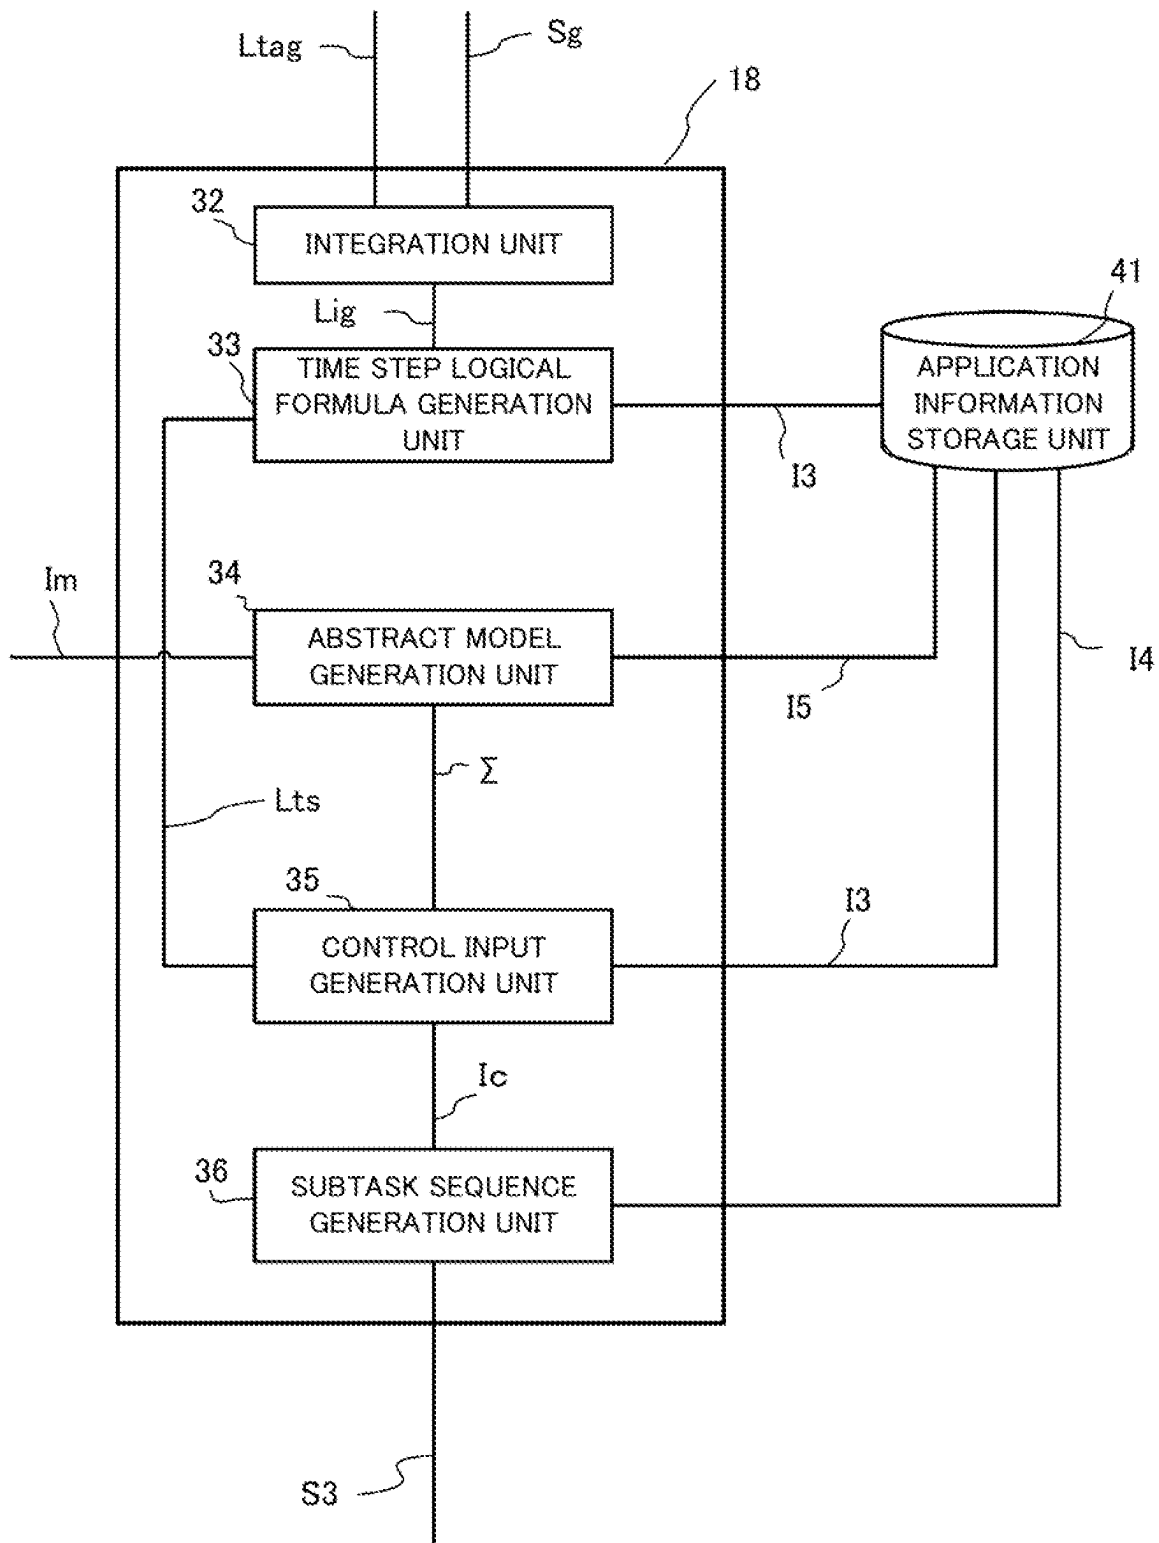 Ltag
Sg
18
32
INTEGRATION UNIT
Lig
41
33
TIME STEP LOGICAL
FORMULA GENERATION
UNIT
APPLICATION
INFORMATION
STORAGE UNIT
I3
Im
34
ABSTRACT MODEL
GENERATION UNIT
I4
I5
Σ
Lts
35
I3
CONTROL INPUT
GENERATION UNIT
Ic
36
SUBTASK SEQUENCE
GENERATION UNIT
S3